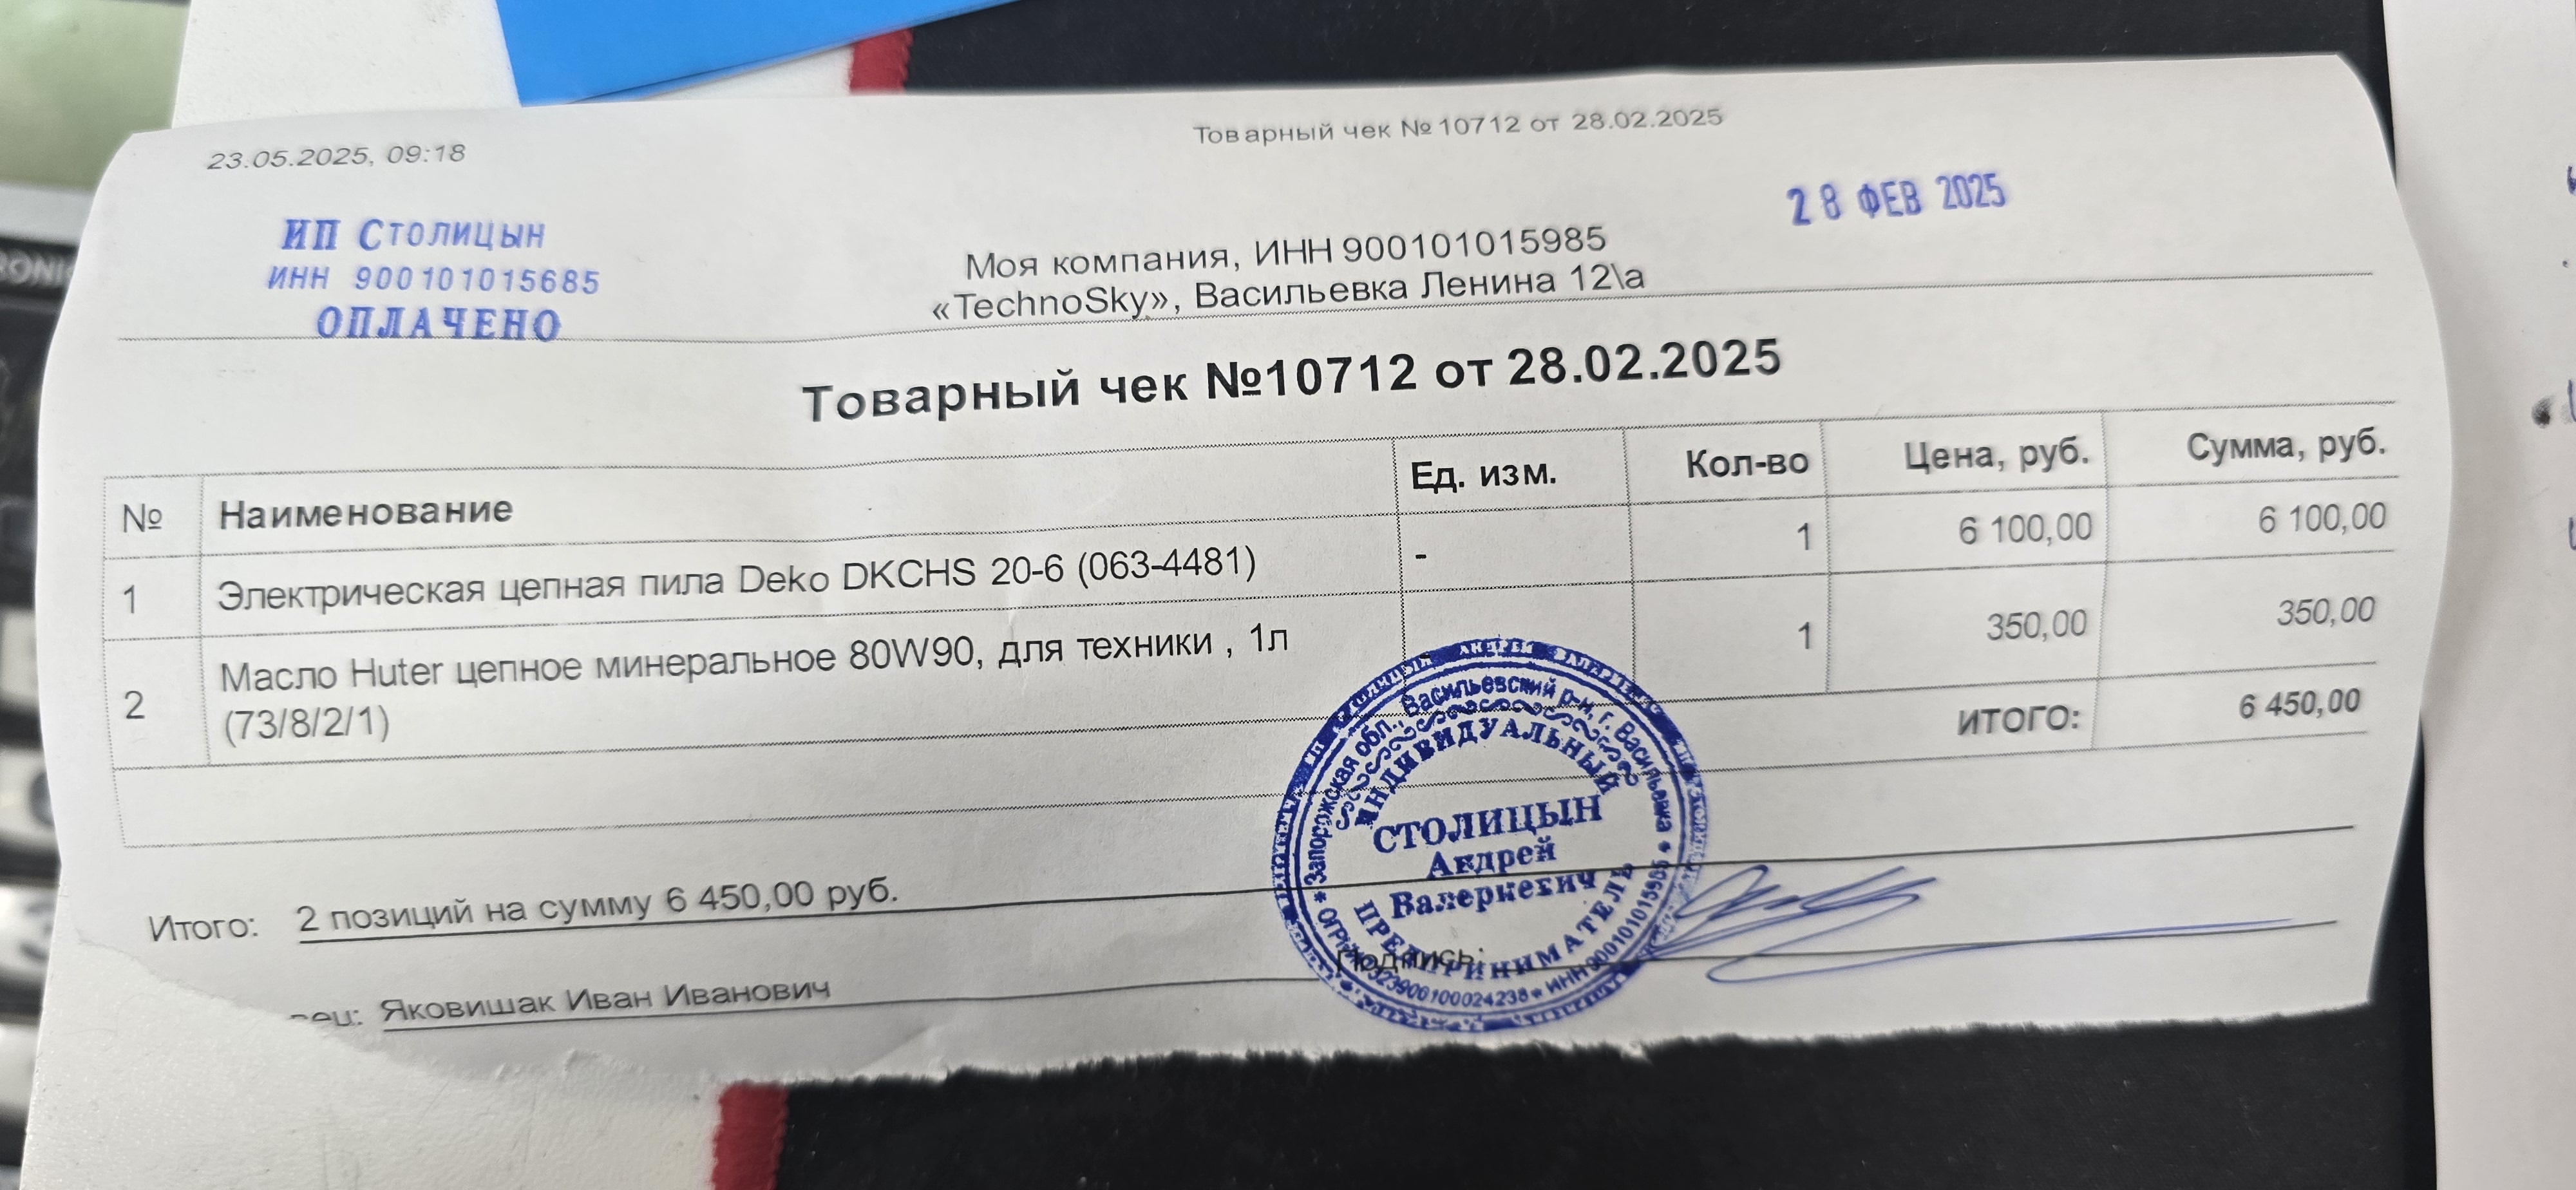 23.05.2025, 09:18
Товарный чек №10712 от 28.02.2025
28 ФЕВ 2025
ИП Столицын
ИНН 900101015685
ОПЛАЧЕНО
Моя компания, ИНН 900101015985
«TechnoSky», Васильевка Ленина 12\а
Товарный чек №10712 от 28.02.2025
№ Наименование Ед. изм. Кол-во Цена, руб. Сумма, руб.
1 Электрическая цепная пила Deko DKCHS 20-6 (063-4481) - 1 6 100,00 6 100,00
2 Масло Huter цепное минеральное 80W90, для техники , 1л 1 350,00 350,00
(73/8/2/1)
ИТОГО: 6 450,00
Итого: 2 позиций на сумму 6 450,00 руб.
Яковишак Иван Иванович
Подпись:
Запорожская обл., Васильевский р-н, г. Васильевка
ИНДИВИДУАЛЬНЫЙ
СТОЛИЦЫН
Андрей
Валериевич
ПРЕДПРИНИМАТЕЛЬ
ИНН 900101015985